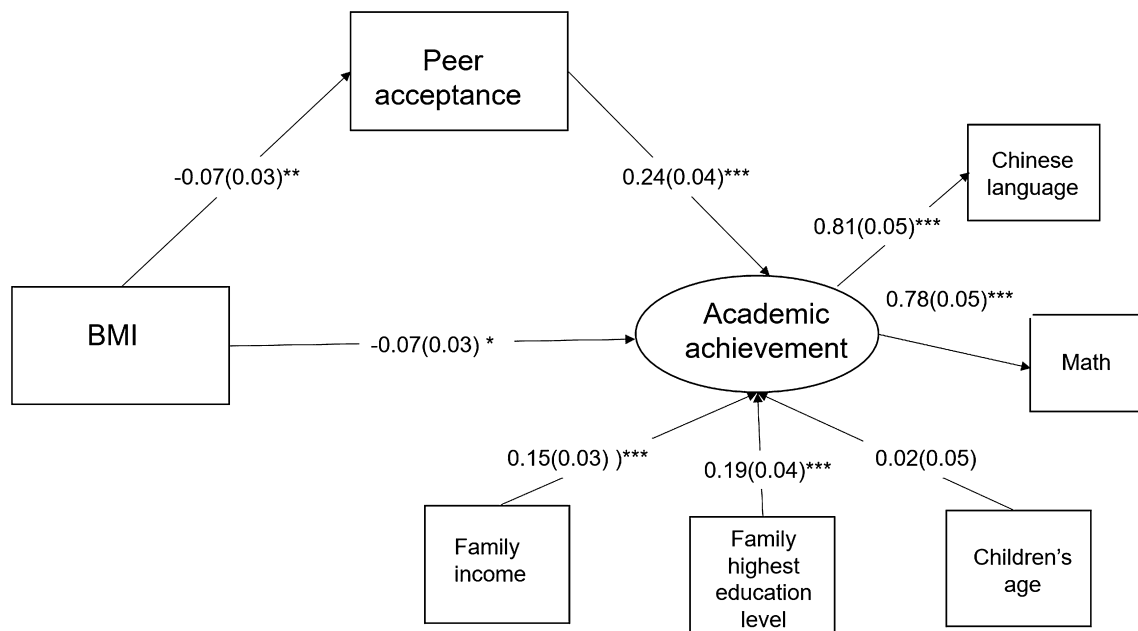 Peer
acceptance
-0.07(0.03)**
0.24(0.04)***
Chinese
language
0.81(0.05)***
BMI
-0.07(0.03) *
Academic
achievement
0.78(0.05)***
Math
0.15(0.03) )***
0.19(0.04)***
0.02(0.05)
Family
income
Family
highest
education
level
Children’s
age